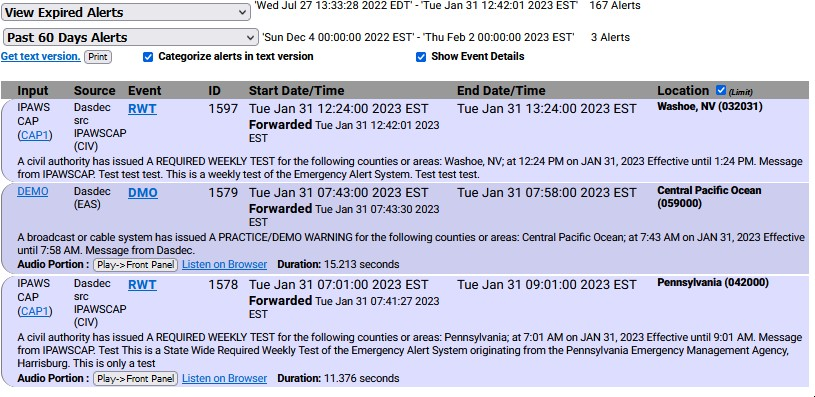 View Expired Alerts 'Wed Jul 27 13:33:28 2022 EDT' - 'Tue Jan 31 12:42:01 2023 EST' 167 Alerts
Past 60 Days Alerts 'Sun Dec 4 00:00:00 2022 EST' - 'Thu Feb 2 00:00:00 2023 EST' 3 Alerts
Get text version. Print Categorize alerts in text version Show Event Details
Input Source Event ID Start Date/Time End Date/Time Location (Limit)
IPAWS Dasdec RWT 1597 Tue Jan 31 12:24:00 2023 EST Tue Jan 31 13:24:00 2023 EST Washoe, NV (032031)
CAP src Forwarded Tue Jan 31 12:42:01 2023
(CAP1) IPAWSCAP EST
(CIV)
A civil authority has issued A REQUIRED WEEKLY TEST for the following counties or areas: Washoe, NV; at 12:24 PM on JAN 31, 2023 Effective until 1:24 PM. Message
from IPAWSCAP. Test test test. This is a weekly test of the Emergency Alert System. Test test test.
DEMO Dasdec DMO 1579 Tue Jan 31 07:43:00 2023 EST Tue Jan 31 07:58:00 2023 EST Central Pacific Ocean
(EAS) Forwarded Tue Jan 31 07:43:30 2023 (059000)
EST
A broadcast or cable system has issued A PRACTICE/DEMO WARNING for the following counties or areas: Central Pacific Ocean; at 7:43 AM on JAN 31, 2023 Effective
until 7:58 AM. Message from Dasdec.
Audio Portion : Play->Front Panel Listen on Browser Duration: 15.213 seconds
IPAWS Dasdec RWT 1578 Tue Jan 31 07:01:00 2023 EST Tue Jan 31 09:01:00 2023 EST Pennsylvania (042000)
CAP src Forwarded Tue Jan 31 07:41:27 2023
(CAP1) IPAWSCAP EST
(CIV)
A civil authority has issued A REQUIRED WEEKLY TEST for the following counties or areas: Pennsylvania; at 7:01 AM on JAN 31, 2023 Effective until 9:01 AM. Message
from IPAWSCAP. Test This is a State Wide Required Weekly Test of the Emergency Alert System originating from the Pennsylvania Emergency Management Agency,
Harrisburg. This is only a test
Audio Portion : Play->Front Panel Listen on Browser Duration: 11.376 seconds